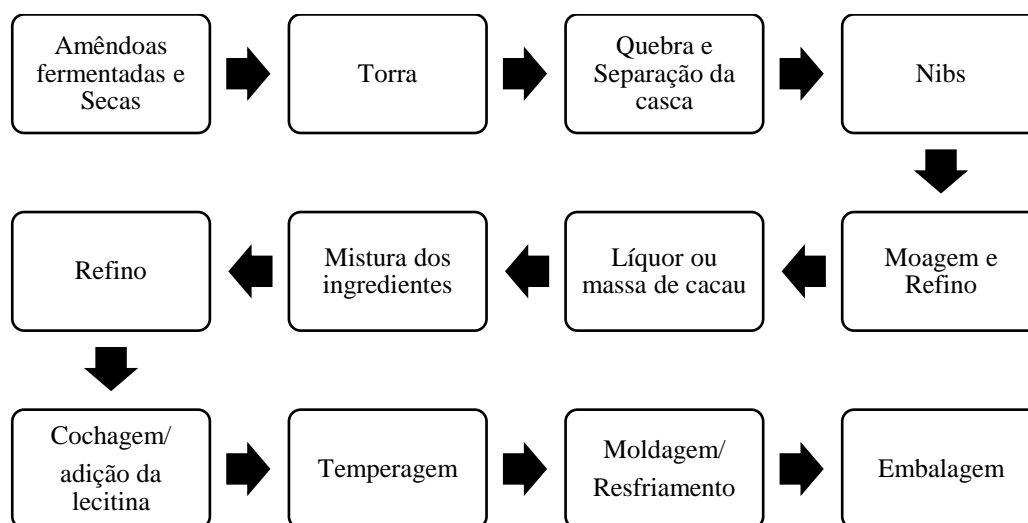 Amêndoas
fermentadas e
Secas
Torra
Quebra e
Separação da
casca
Nibs
Moagem e
Refino
Líquor ou
massa de cacau
Mistura dos
ingredientes
Refino
Cochagem/
adição da
lecitina
Temperagem
Moldagem/
Resfriamento
Embalagem